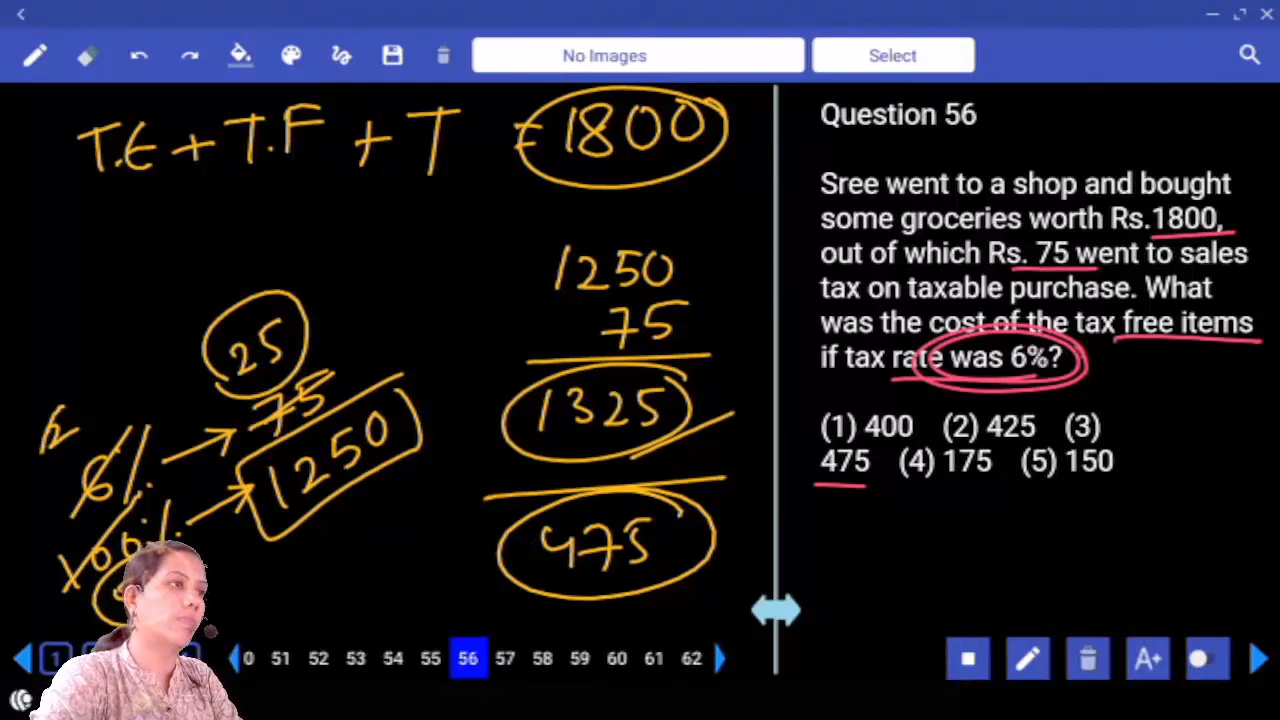 No Images
Select
T.E + T.F + T = 1800
1250
75
1325
475
25
6% → 75
100% → 1250
Question 56
Sree went to a shop and bought
some groceries worth Rs.1800,
out of which Rs. 75 went to sales
tax on taxable purchase. What
was the cost of the tax free items
if tax rate was 6%?
(1) 400 (2) 425 (3)
475 (4) 175 (5) 150
1
0 51 52 53 54 55 56 57 58 59 60 61 62
A+